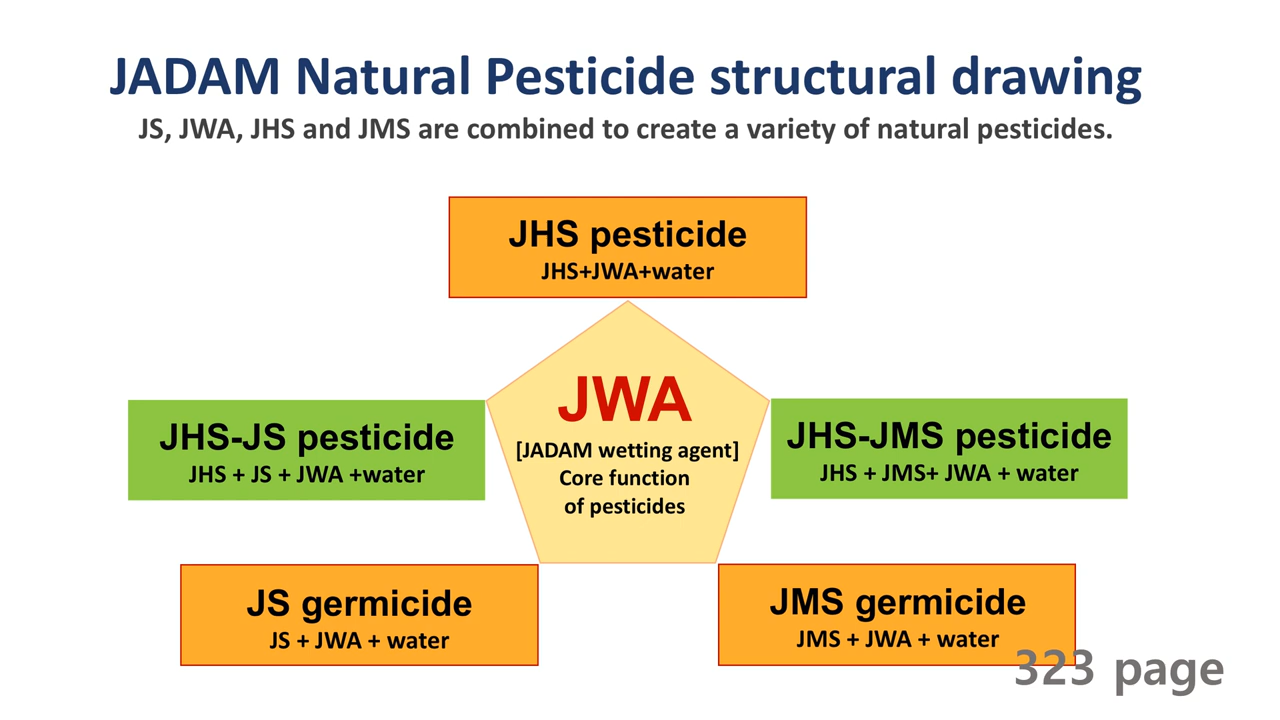 JADAM Natural Pesticide structural drawing
JS, JWA, JHS and JMS are combined to create a variety of natural pesticides.
JHS pesticide
JHS+JWA+water
JWA
[JADAM wetting agent]
Core function
of pesticides
JHS-JS pesticide
JHS + JS + JWA +water
JHS-JMS pesticide
JHS + JMS+ JWA + water
JS germicide
JS + JWA + water
JMS germicide
JMS + JWA + water
323 page